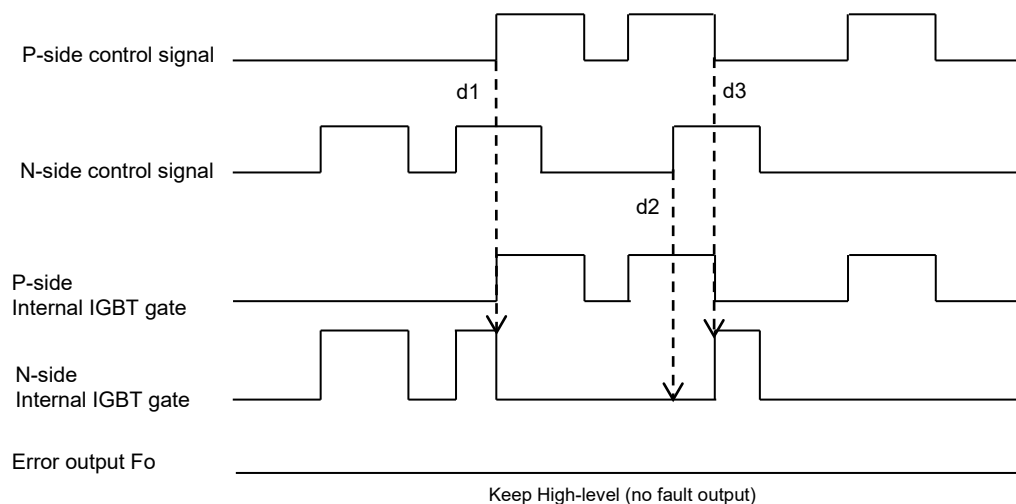 P-side control signal
d1
d3
N-side control signal
d2
P-side
Internal IGBT gate
N-side
Internal IGBT gate
Error output Fo
Keep High-level (no fault output)